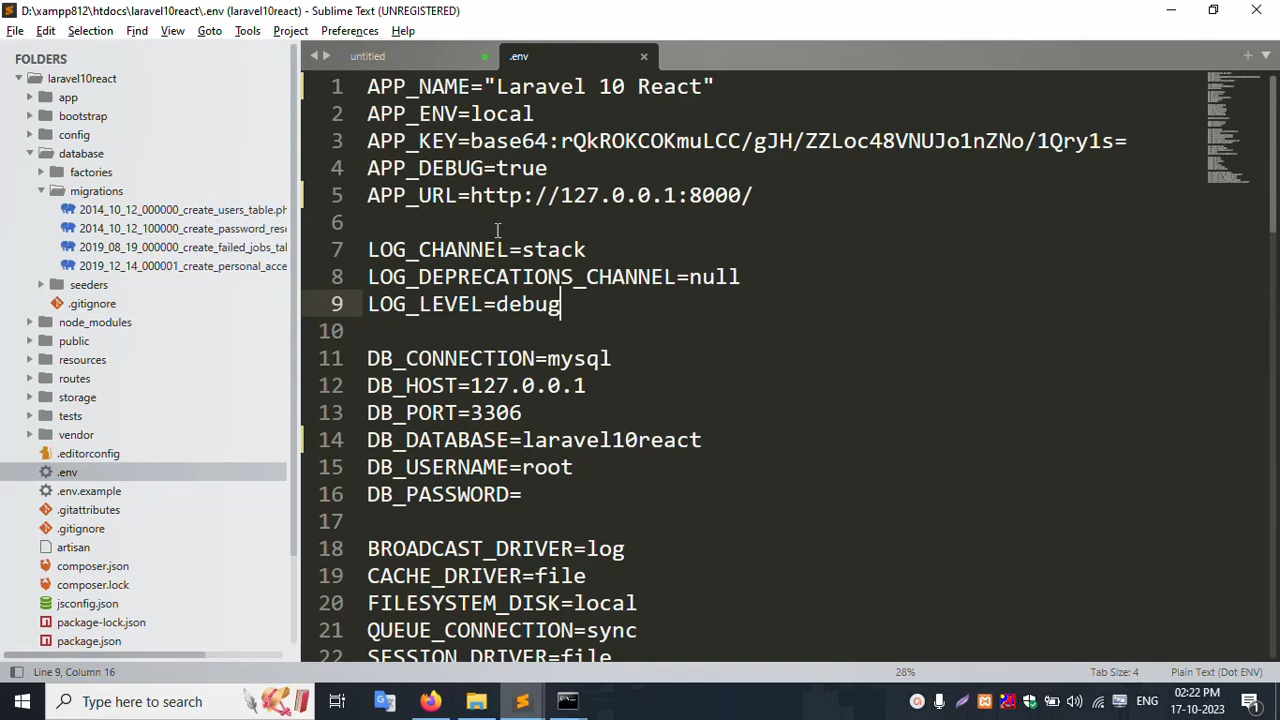 D:\xampp812\htdocs\laravel10react\.env (laravel10react) - Sublime Text (UNREGISTERED)
File Edit Selection Find View Goto Tools Project Preferences Help
FOLDERS
laravel10react
app
bootstrap
config
database
factories
migrations
2014_10_12_000000_create_users_table.ph
2014_10_12_100000_create_password_rese
2019_08_19_000000_create_failed_jobs_tal
2019_12_14_000001_create_personal_acce
seeders
.gitignore
node_modules
public
resources
routes
storage
tests
vendor
.editorconfig
.env
.env.example
.gitattributes
.gitignore
artisan
composer.json
composer.lock
jsconfig.json
package-lock.json
package.json
untitled
.env
1 APP_NAME="Laravel 10 React"
2 APP_ENV=local
3 APP_KEY=base64:rQkROKCOKmuLCC/gJH/ZZLoc48VNUJo1nZNo/1Qry1s=
4 APP_DEBUG=true
5 APP_URL=http://127.0.0.1:8000/
6
7 LOG_CHANNEL=stack
8 LOG_DEPRECATIONS_CHANNEL=null
9 LOG_LEVEL=debug
10
11 DB_CONNECTION=mysql
12 DB_HOST=127.0.0.1
13 DB_PORT=3306
14 DB_DATABASE=laravel10react
15 DB_USERNAME=root
16 DB_PASSWORD=
17
18 BROADCAST_DRIVER=log
19 CACHE_DRIVER=file
20 FILESYSTEM_DISK=local
21 QUEUE_CONNECTION=sync
22 SESSION_DRIVER=file
Line 9, Column 16
28%
Tab Size: 4
Plain Text (Dot ENV)
Type here to search
ENG
02:22 PM
17-10-2023
1